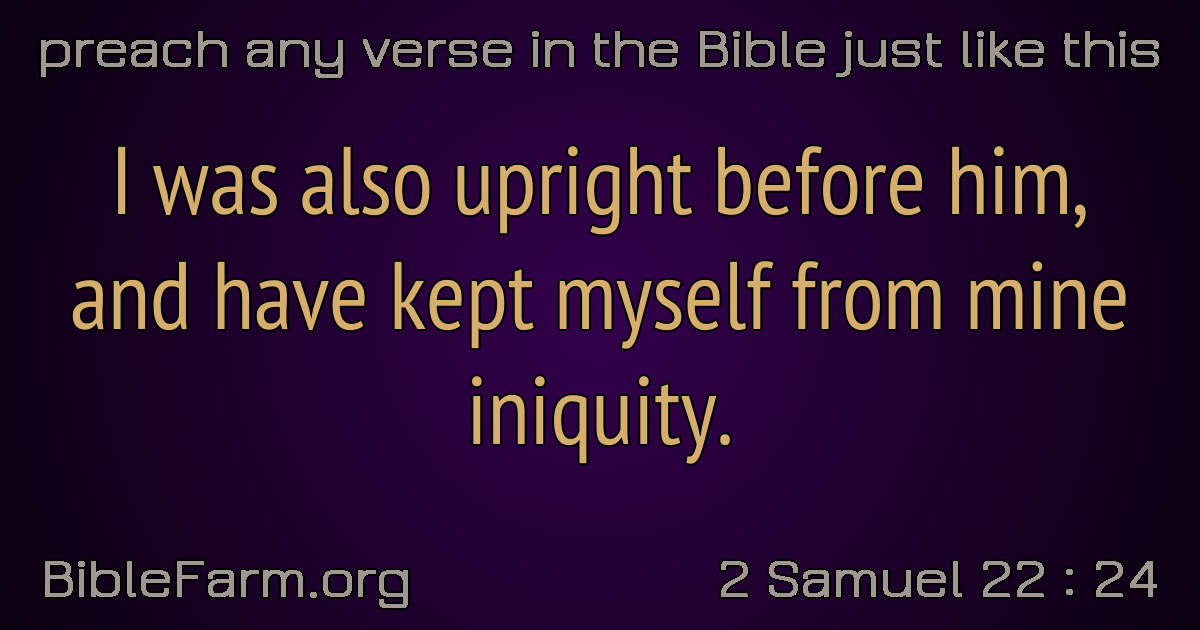 preach any verse in the Bible just like this
I was also upright before him,
and have kept myself from mine
iniquity.
BibleFarm.org
2 Samuel 22 : 24